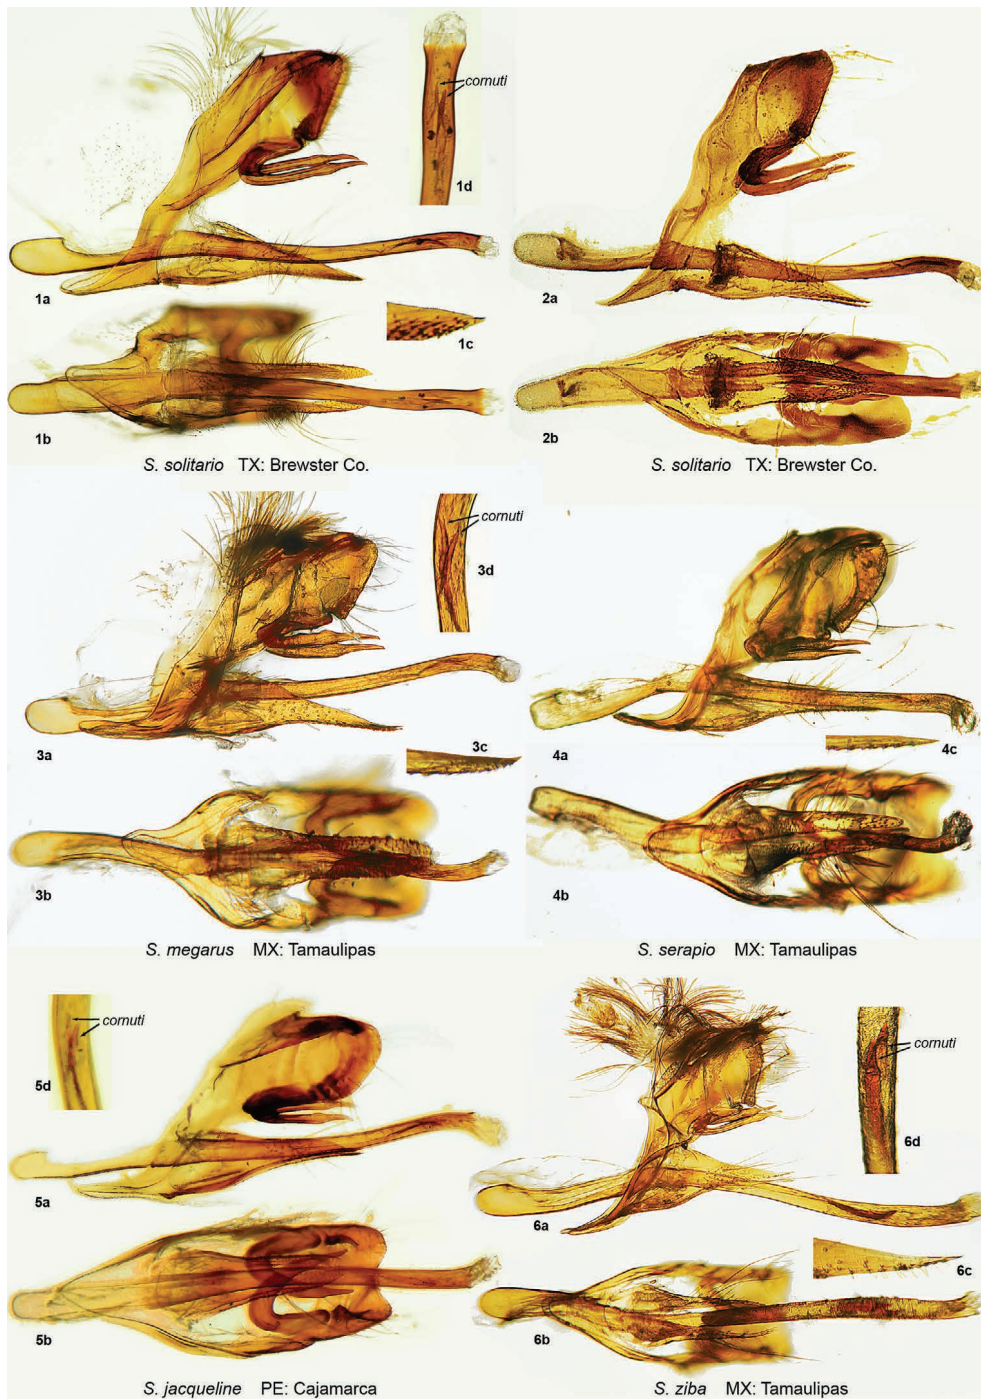 cornuti
1d
1a
2a
1c
1b
2b
S. solitario TX: Brewster Co.
S. solitario TX: Brewster Co.
cornuti
3d
3a
3c
4a
4c
3b
4b
S. megarus MX: Tamaulipas
S. serapio MX: Tamaulipas
cornuti
5d
cornuti
6d
5a
6a
6c
5b
6b
S. jacqueline PE: Cajamarca
S. ziba MX: Tamaulipas